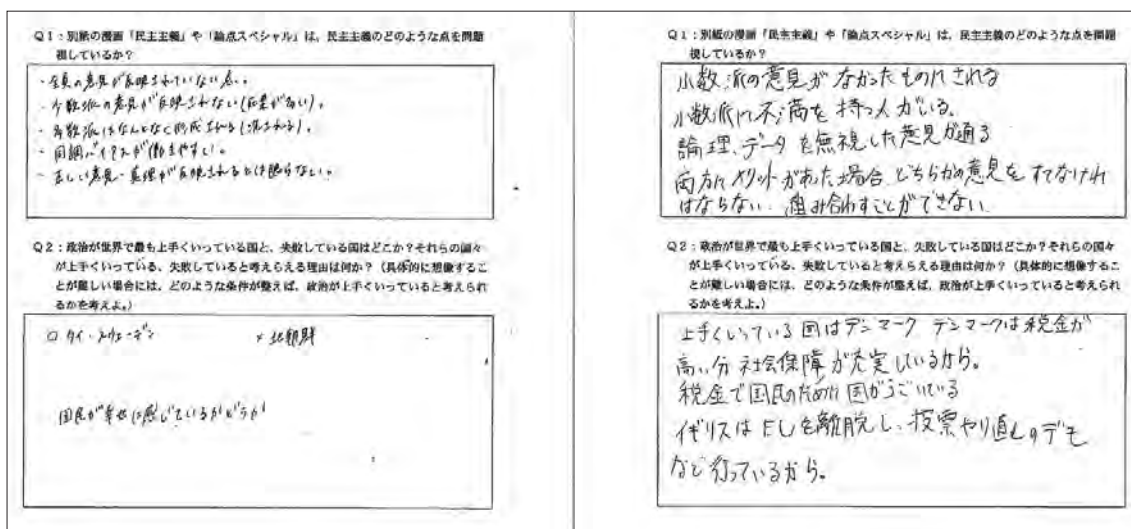 Q1：別紙の漫画「民主主義」や「論点スペシャル」は、民主主義のどのような点を問題
視しているか？
・全員の意見が反映されていない点。
・少数派の意見が反映されない（死票が多い）。
・多数派はなんとなく形成される（流される）。
・同調バイアスが働きやすい。
・正しい意見・真理が反映されるとは限らない。
Q2：政治が世界で最も上手くいっている国と、失敗している国はどこか？それらの国々
が上手くいっている、失敗していると考えらえる理由は何か？（具体的に想像するこ
とが難しい場合には、どのような条件が整えば、政治が上手くいっていると考えられ
るかを考えよ。）
○ タイ・スウェーデン
× 北朝鮮
国民が幸せに感じているかどうか
Q1：別紙の漫画「民主主義」や「論点スペシャル」は、民主主義のどのような点を問題
視しているか？
小数派の意見がなかったものにされる
小数派に不満を持つ人がいる。
論理、データを無視した意見が通る
両方にメリットがあった場合、どちらかの意見をすてなけれ
ばならない。組み合わすことができない
Q2：政治が世界で最も上手くいっている国と、失敗している国はどこか？それらの国々
が上手くいっている、失敗していると考えらえる理由は何か？（具体的に想像するこ
とが難しい場合には、どのような条件が整えば、政治が上手くいっていると考えられ
るかを考えよ。）
上手くいっている国はデンマーク デンマークは税金が
高い分社会保障が充実しているから。
税金で国民のために国がうごいている
イギリスはEUを離脱し、投票やり直しのデモ
など行っているから。